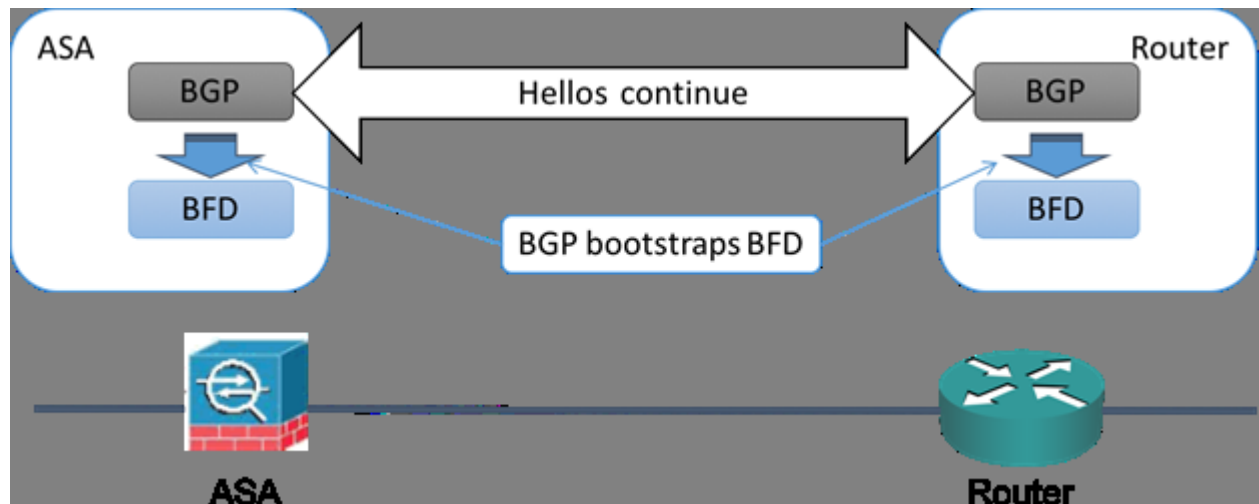 ASA
Router
BGP
Hellos continue
BGP
BFD
BFD
BGP bootstraps BFD
ASA
Router